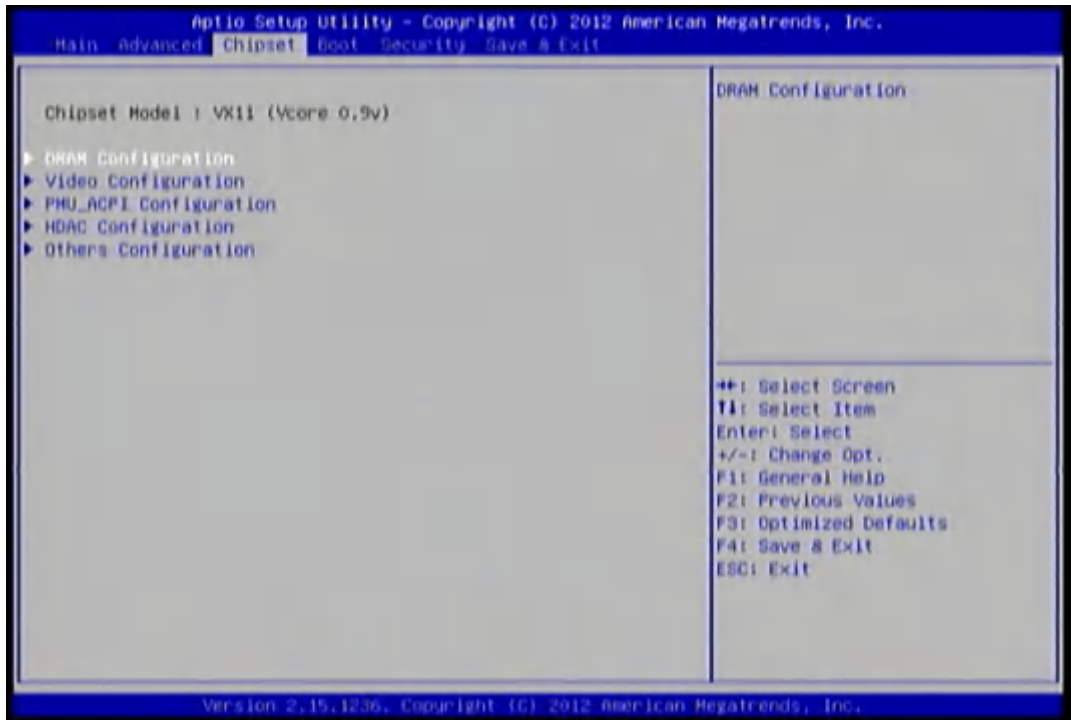 Aptio Setup Utility - Copyright (C) 2012 American Megatrends, Inc.
Main Advanced Chipset Boot Security Save & Exit
Chipset Model : VX11 (Vcore 0.9v)
DRAM Configuration
Video Configuration
PMU_ACPI Configuration
HDAC Configuration
Others Configuration
DRAM Configuration
→←: Select Screen
↑↓: Select Item
Enter: Select
+/-: Change Opt.
F1: General Help
F2: Previous Values
F3: Optimized Defaults
F4: Save & Exit
ESC: Exit
Version 2.15.1236. Copyright (C) 2012 American Megatrends, Inc.